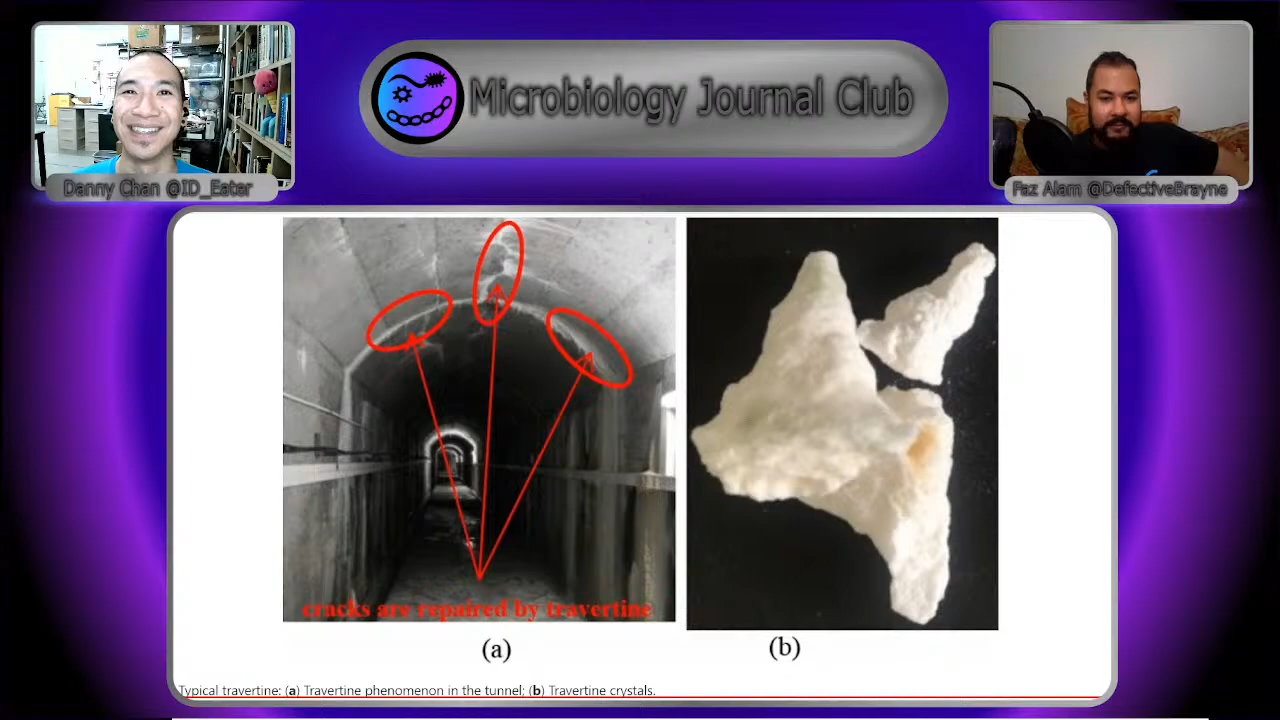 Microbiology Journal Club
Danny Chan @ID_Eater
Faz Alam @DefectiveBrayne
cracks are repaired by travertine
(a)
(b)
Typical travertine: (a) Travertine phenomenon in the tunnel; (b) Travertine crystals.